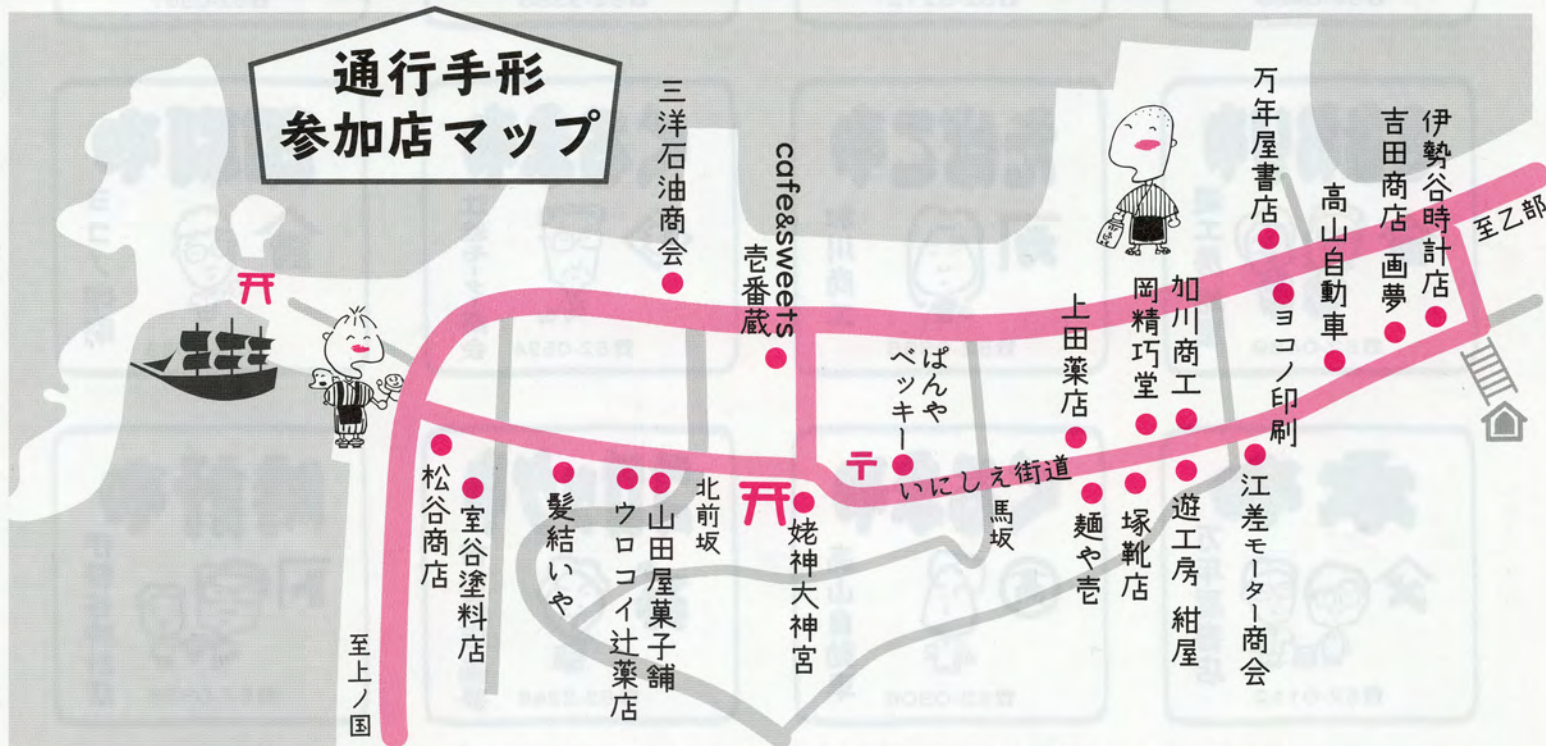 通行手形
参加店マップ
三洋石油商会
cafe&sweets
壱番蔵
ぱんや
ベッキー
上田薬店
岡精巧堂
加川商工
万年屋書店
ヨコノ印刷
高山自動車
吉田商店 画夢
伊勢谷時計店
至乙部
いにしえ街道
松谷商店
室谷塗料店
髪結いや
ウロコイ辻薬店
山田屋菓子舗
北前坂
姥神大神宮
馬坂
麺や壱
塚靴店
遊工房 紺屋
江差モーター商会
至上ノ国